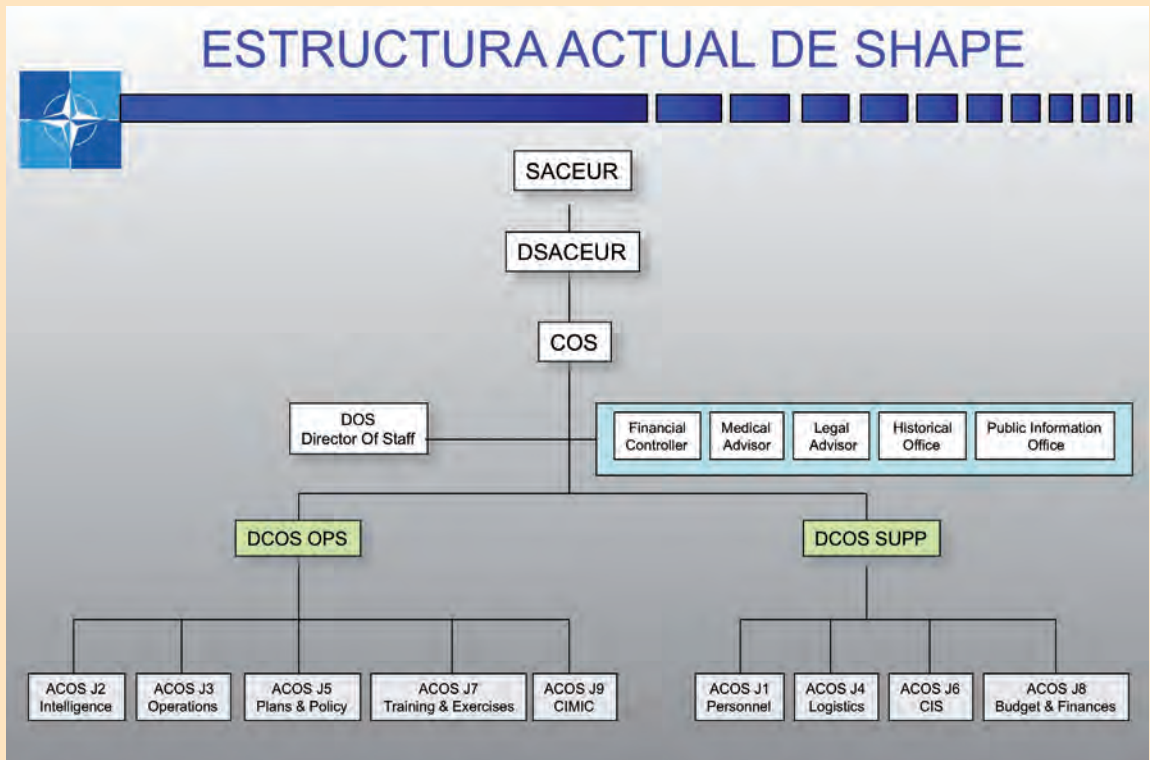 ESTRUCTURA ACTUAL DE SHAPE
SACEUR
DSACEUR
COS
DOS
Director Of Staff
Financial
Controller
Medical
Advisor
Legal
Advisor
Historical
Office
Public Information
Office
DCOS OPS
DCOS SUPP
ACOS J2
Intelligence
ACOS J3
Operations
ACOS J5
Plans & Policy
ACOS J7
Training & Exercises
ACOS J9
CIMIC
ACOS J1
Personnel
ACOS J4
Logistics
ACOS J6
CIS
ACOS J8
Budget & Finances